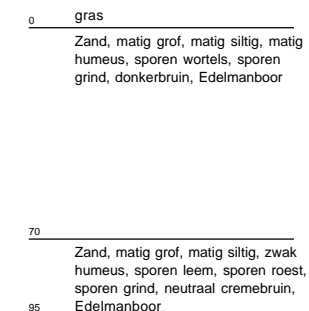 gras
0
Zand, matig grof, matig siltig, matig
humeus, sporen wortels, sporen
grind, donkerbruin, Edelmanboor
70
Zand, matig grof, matig siltig, zwak
humeus, sporen leem, sporen roest,
sporen grind, neutraal cremebruin,
95 Edelmanboor